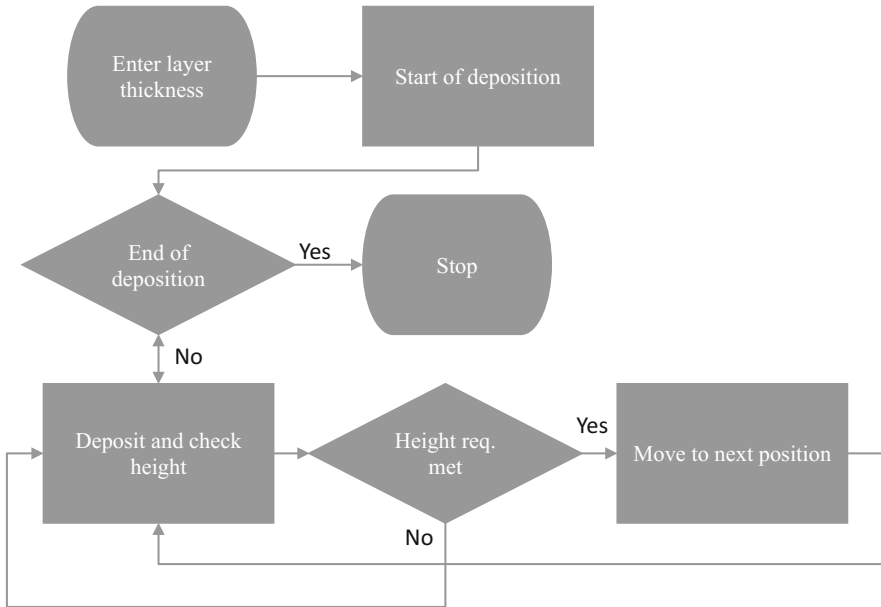 Enter layer
thickness
Start of deposition
End of
deposition
Yes
Stop
No
Deposit and check
height
Height req.
met
Yes
Move to next position
No